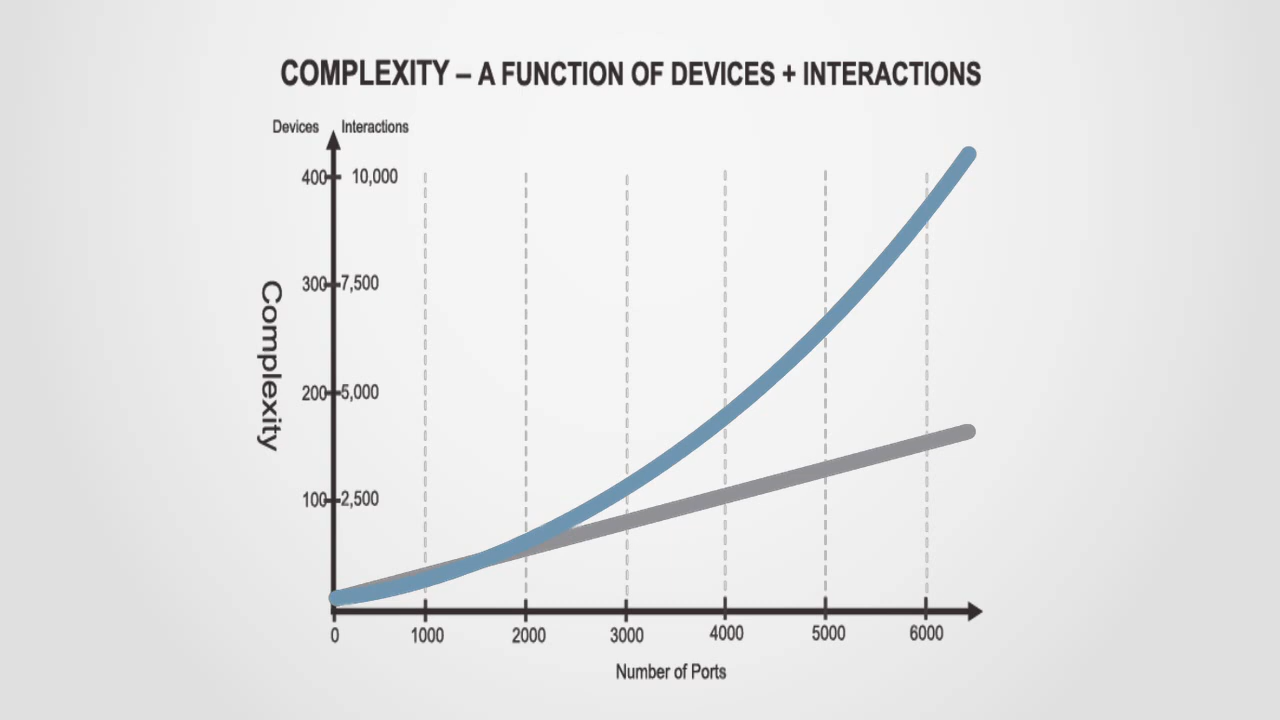 COMPLEXITY – A FUNCTION OF DEVICES + INTERACTIONS
Devices Interactions
400 10,000
300 7,500
200 5,000
100 2,500
Complexity
0 1000 2000 3000 4000 5000 6000
Number of Ports